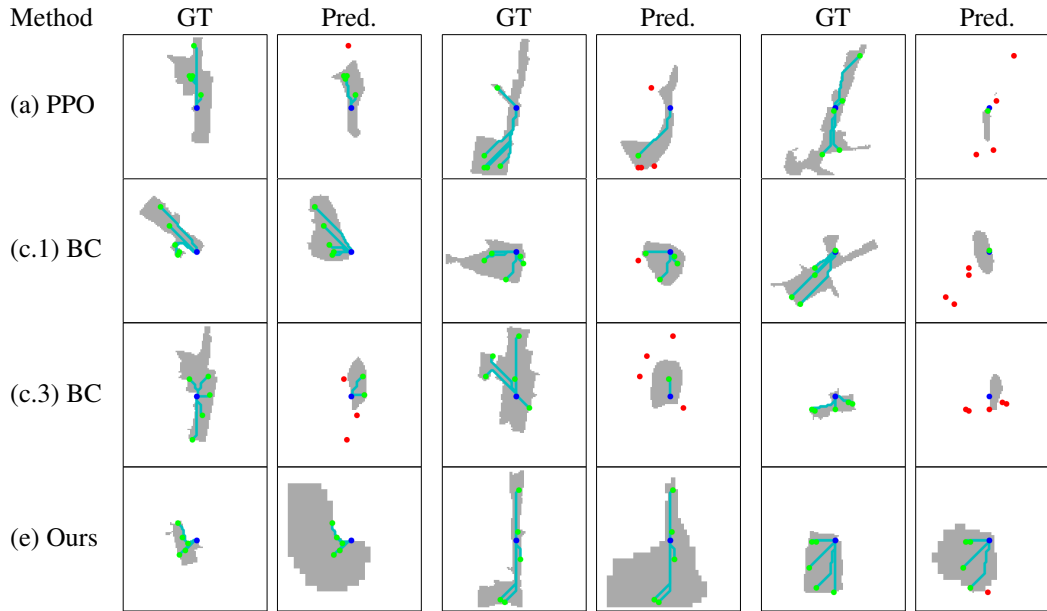 Method GT Pred. GT Pred. GT Pred.
(a) PPO
(c.1) BC
(c.3) BC
(e) Ours